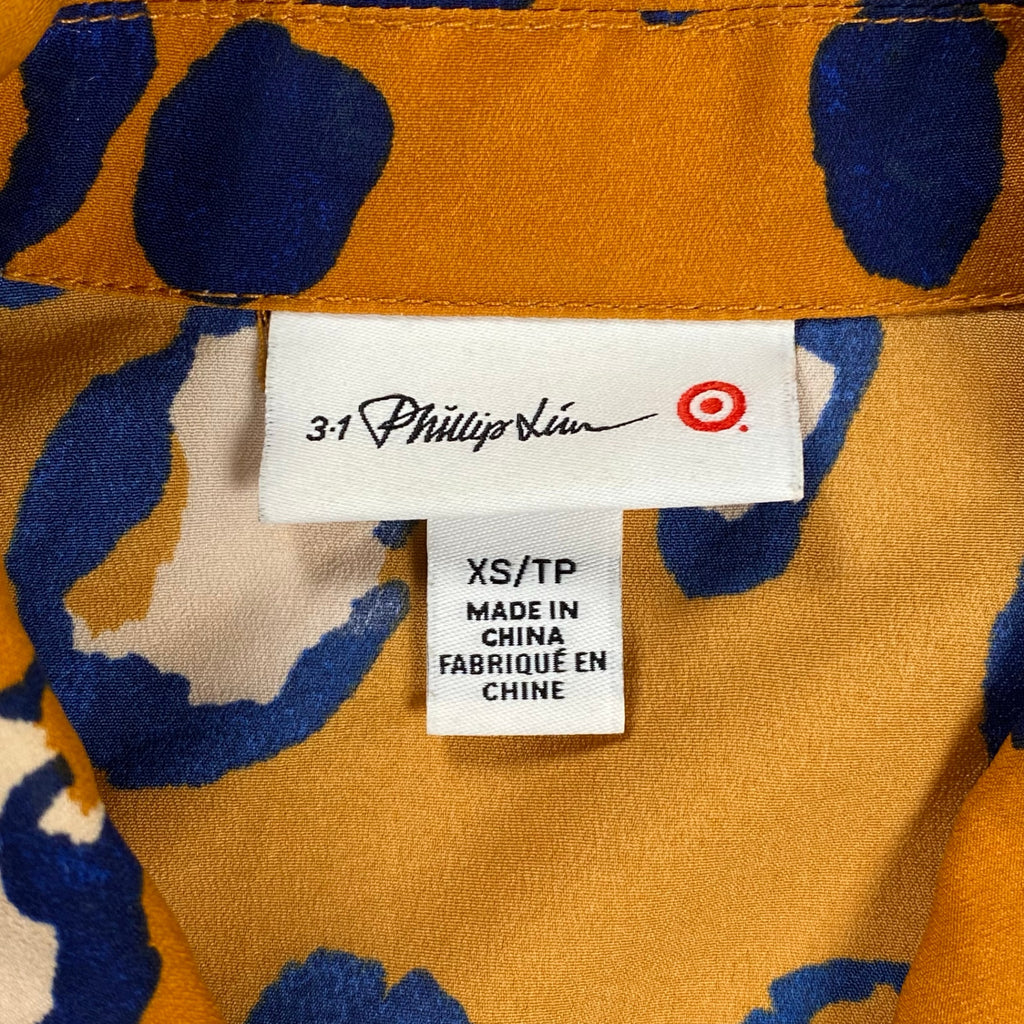 3.1 Phillip Lim
XS/TP
MADE IN
CHINA
FABRIQUÉ EN
CHINE